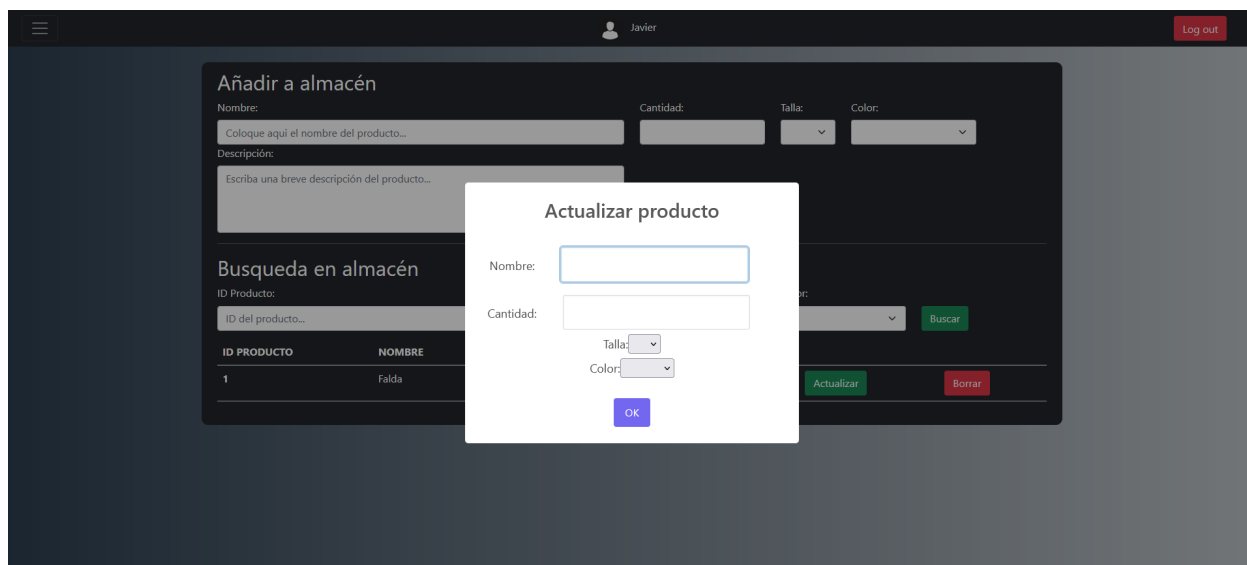 Javier
Log out
Añadir a almacén
Nombre: Cantidad: Talla: Color:
Coloque aquí el nombre del producto...
Descripción:
Escriba una breve descripción del producto...
Actualizar producto
Nombre:
Cantidad:
Talla:
Color:
OK
Busqueda en almacén
ID Producto: or:
ID del producto... Buscar
ID PRODUCTO NOMBRE
1 Falda Actualizar Borrar